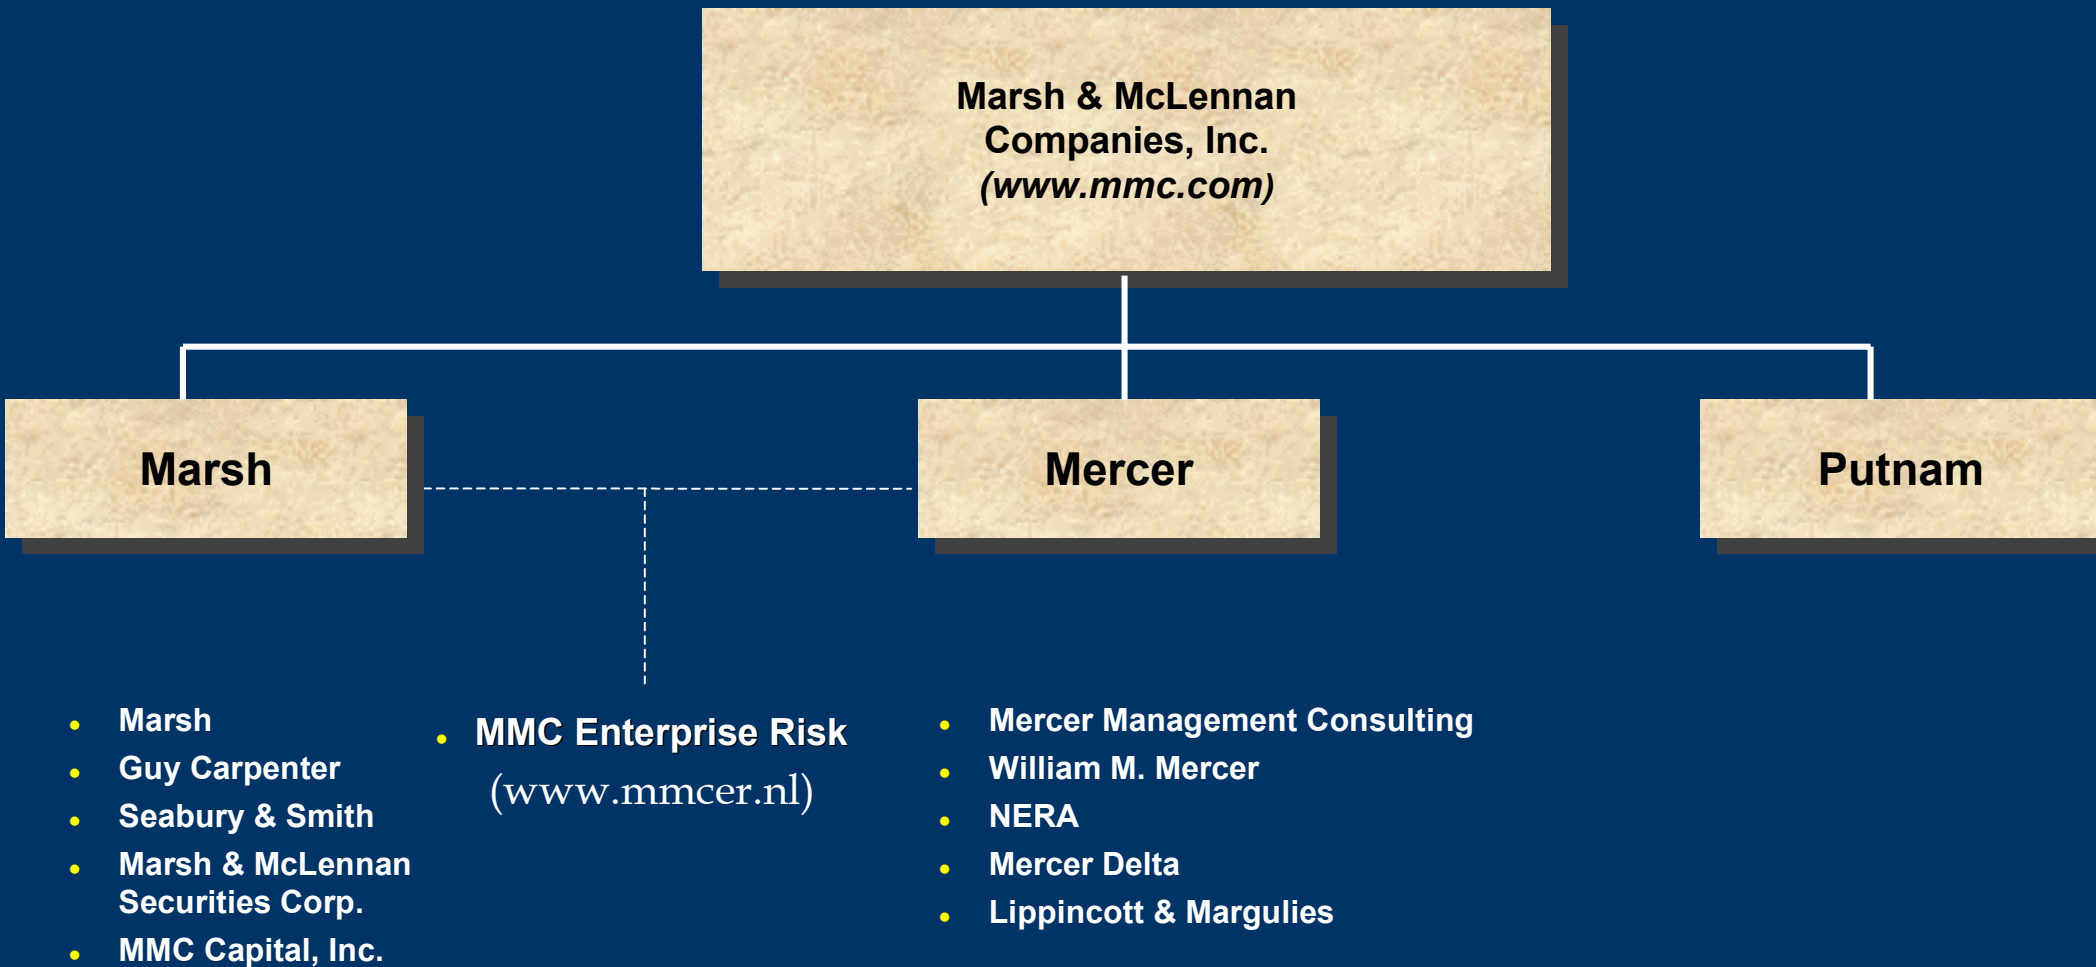 Marsh & McLennan
Companies, Inc.
(www.mmc.com)
Marsh
Mercer
Putnam
• Marsh
• Guy Carpenter
• Seabury & Smith
• Marsh & McLennan
Securities Corp.
• MMC Capital, Inc.
• MMC Enterprise Risk
(www.mmcer.nl)
• Mercer Management Consulting
• William M. Mercer
• NERA
• Mercer Delta
• Lippincott & Margulies